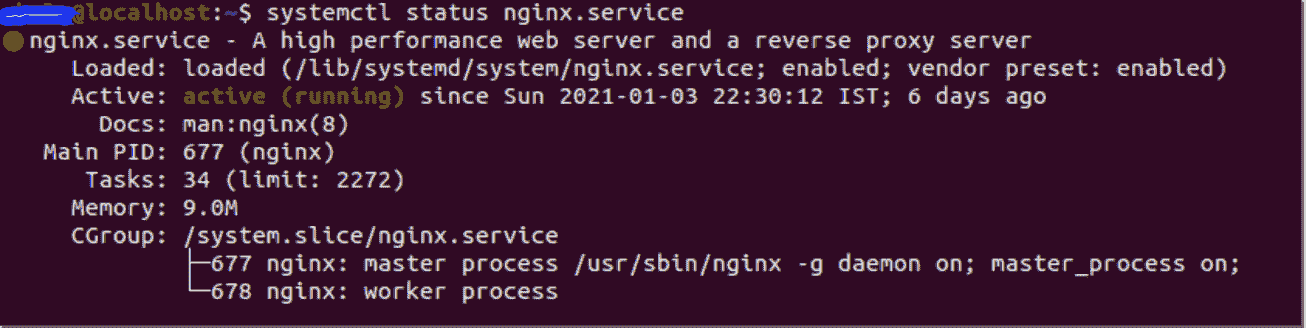 @localhost:~$ systemctl status nginx.service
● nginx.service - A high performance web server and a reverse proxy server
Loaded: loaded (/lib/systemd/system/nginx.service; enabled; vendor preset: enabled)
Active: active (running) since Sun 2021-01-03 22:30:12 IST; 6 days ago
Docs: man:nginx(8)
Main PID: 677 (nginx)
Tasks: 34 (limit: 2272)
Memory: 9.0M
CGroup: /system.slice/nginx.service
├─677 nginx: master process /usr/sbin/nginx -g daemon on; master_process on;
└─678 nginx: worker process